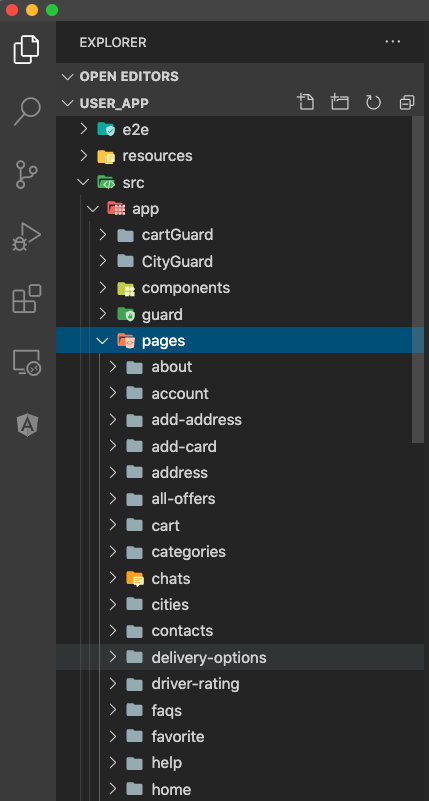 EXPLORER
OPEN EDITORS
USER_APP
e2e
resources
src
app
cartGuard
CityGuard
components
guard
pages
about
account
add-address
add-card
address
all-offers
cart
categories
chats
cities
contacts
delivery-options
driver-rating
faqs
favorite
help
home